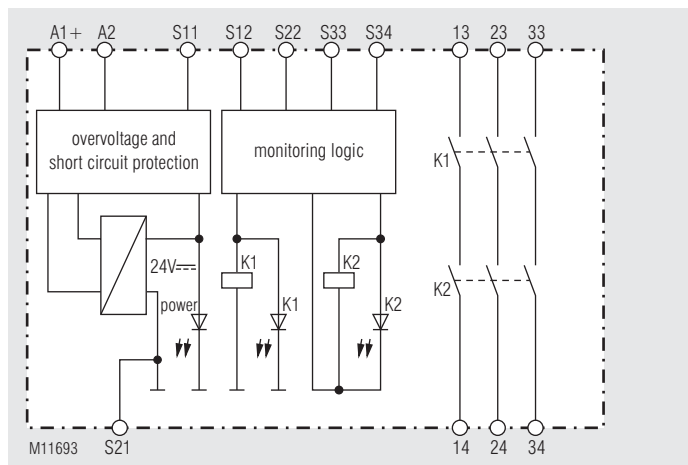 A1+ A2 S11 S12 S22 S33 S34 13 23 33
overvoltage and
short circuit protection
monitoring logic
K1
24V
K1
K2
K2
power
K1
K2
M11693 S21 14 24 34